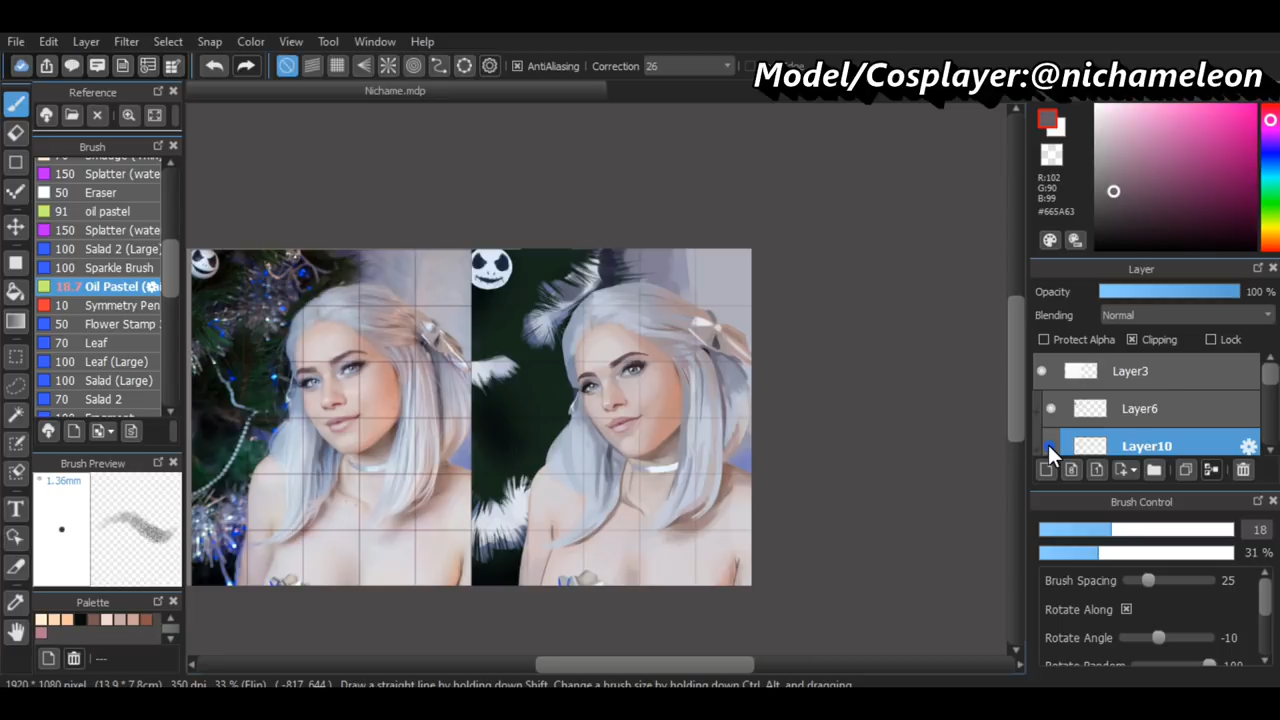 File Edit Layer Filter Select Snap Color View Tool Window Help
AntiAliasing Correction 26
Model/Cosplayer:@nichameleon
Reference
Nichame.mdp
Brush
150 Splatter (wate
50 Eraser
91 oil pastel
150 Splatter (wate
100 Salad 2 (Large)
100 Sparkle Brush
18.7 Oil Pastel
10 Symmetry Pen
50 Flower Stamp
70 Leaf
100 Leaf (Large)
100 Salad (Large)
70 Salad 2
Brush Preview
1.36mm
Palette
---
R:102
G:90
B:99
#665A63
Layer
Opacity 100 %
Blending Normal
Protect Alpha Clipping Lock
Layer3
Layer6
Layer10
Brush Control
18
31 %
Brush Spacing 25
Rotate Along
Rotate Angle -10
Rotate Random 100
1920 * 1080 pixel (13.9 * 7.8cm) 350 dpi 33 % (Flip) (-817, 644) Draw a straight line by holding down Shift, Change a brush size by holding down Ctrl, Alt, and dragging